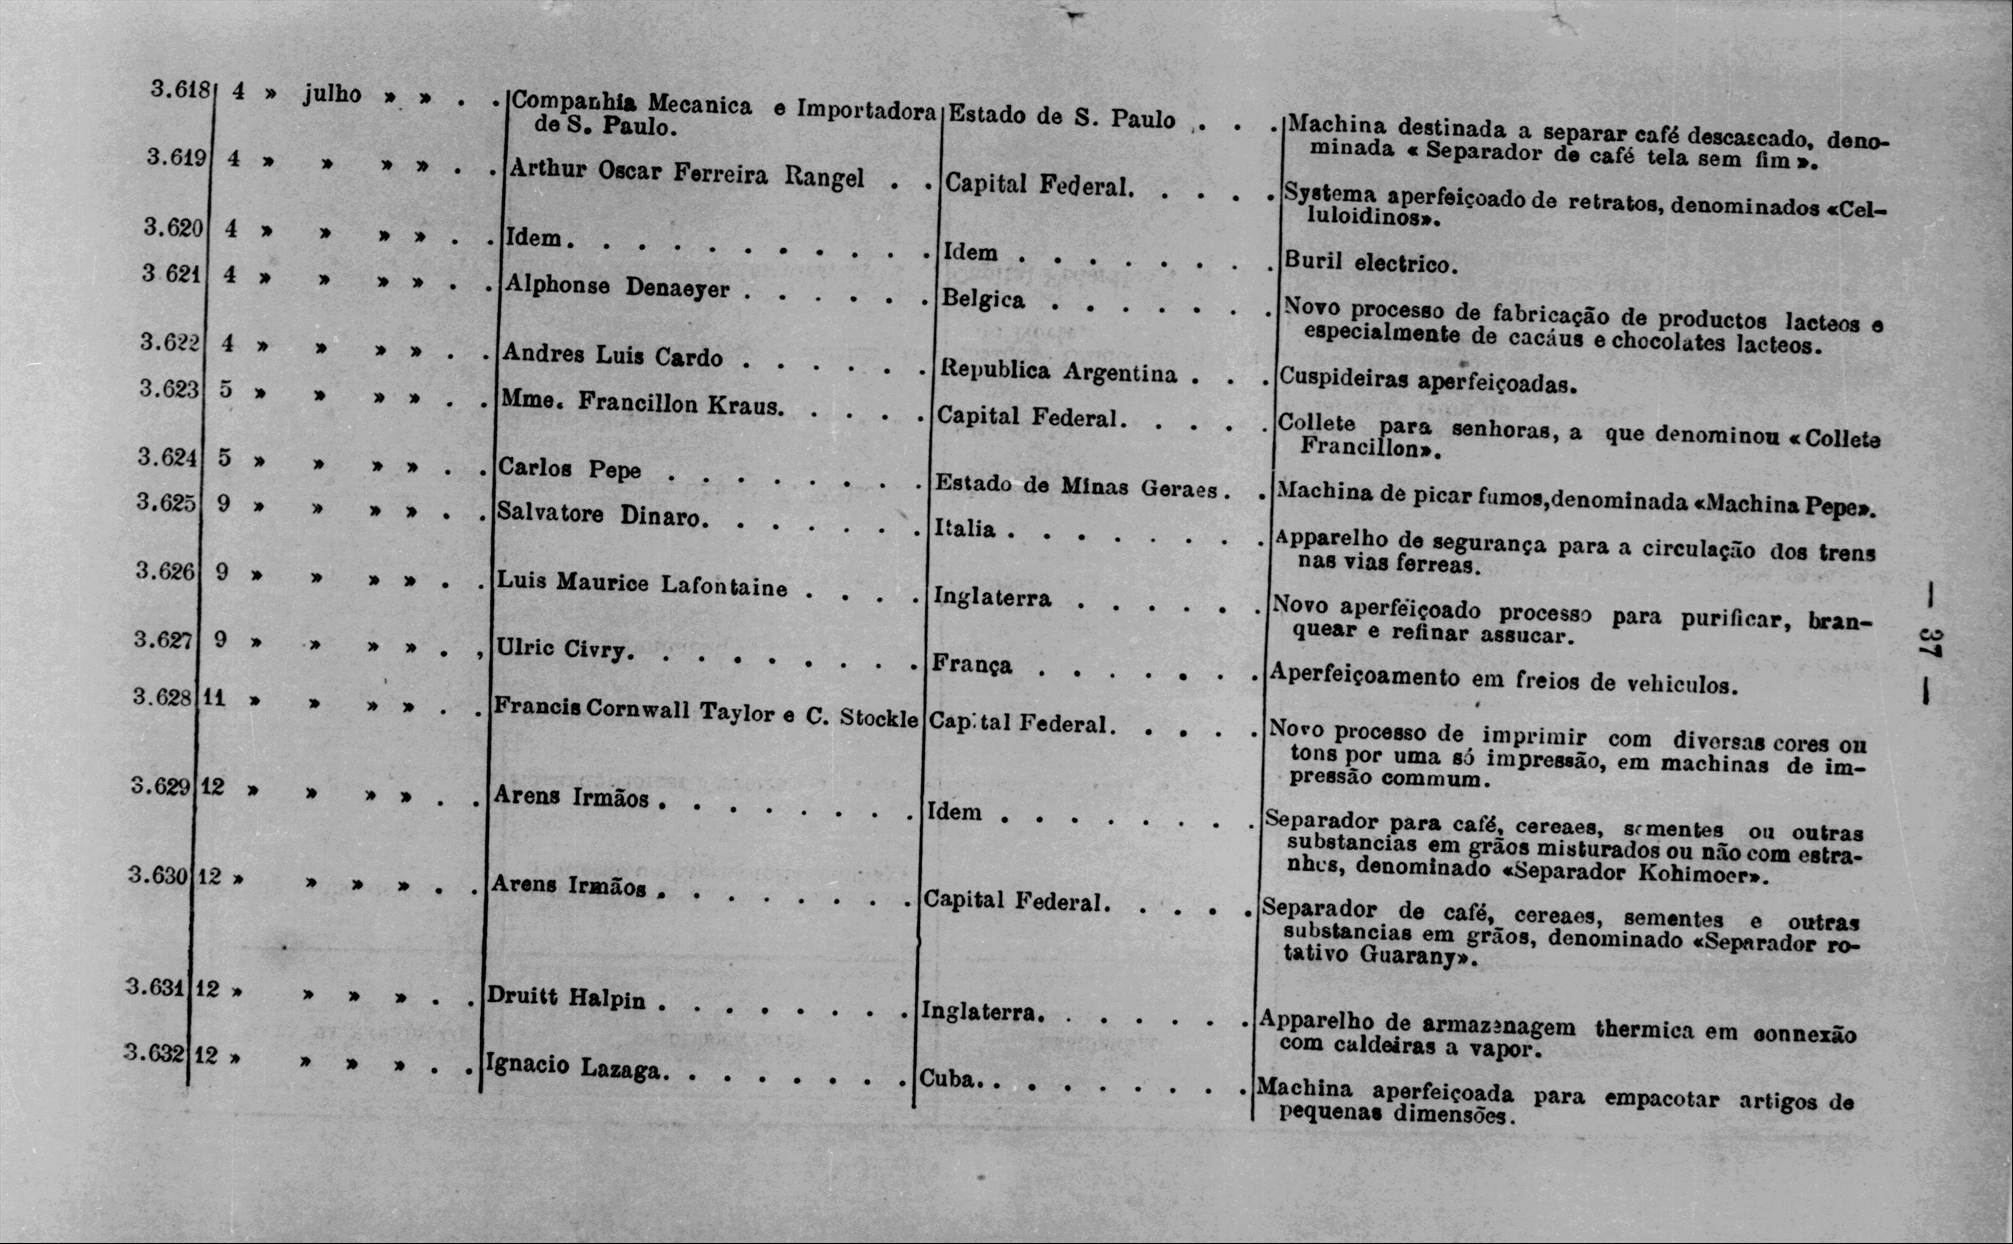 3.618 4 » julho » » . . Companhia Mecanica e Importadora Estado de S. Paulo . . . Machina destinada a separar café descascado, deno-
de S. Paulo. minada « Separador de café tela sem fim ».
3.619 4 » » » » . . Arthur Oscar Ferreira Rangel . . Capital Federal. . . . . Systema aperfeiçoado de retratos, denominados «Cel-
luloidinos».
3.620 4 » » » » . . Idem. . . . . . . . . . . Idem . . . . . . . . Buril electrico.
3 621 4 » » » » . . Alphonse Denaeyer . . . . . . Belgica . . . . . . . Novo processo de fabricação de productos lacteos e
especialmente de cacáus e chocolates lacteos.
3.622 4 » » » » . . Andres Luis Cardo . . . . . . Republica Argentina . . . Cuspideiras aperfeiçoadas.
3.623 5 » » » » . . Mme. Francillon Kraus. . . . . Capital Federal. . . . . Collete para senhoras, a que denominou «Collete
Francillon».
3.624 5 » » » » . . Carlos Pepe . . . . . . . . Estado de Minas Geraes. . Machina de picar fumos,denominada «Machina Pepe».
3.625 9 » » » » . . Salvatore Dinaro. . . . . . . Italia . . . . . . . . Apparelho de segurança para a circulação dos trens
nas vias ferreas.
3.626 9 » » » » . . Luis Maurice Lafontaine . . . . Inglaterra . . . . . . Novo aperfeiçoado processo para purificar, bran-
quear e refinar assucar.
3.627 9 » » » » . , Ulric Civry. . . . . . . . . França . . . . . . . Aperfeiçoamento em freios de vehiculos.
3.628 11 » » » » . . Francis Cornwall Taylor e C. Stockle Capital Federal. . . . . Novo processo de imprimir com diversas cores ou
tons por uma só impressão, em machinas de im-
pressão commum.
3.629 12 » » » » . . Arens Irmãos . . . . . . . . Idem . . . . . . . . Separador para café, cereaes, sementes ou outras
substancias em grãos misturados ou não com estra-
nhos, denominado «Separador Kohimoer».
3.630 12 » » » » . . Arens Irmãos . . . . . . . . Capital Federal. . . . . Separador de café, cereaes, sementes e outras
substancias em grãos, denominado «Separador ro-
tativo Guarany».
3.631 12 » » » » . . Druitt Halpin . . . . . . . . Inglaterra. . . . . . . Apparelho de armazenagem thermica em connexão
com caldeiras a vapor.
3.632 12 » » » » . . Ignacio Lazaga. . . . . . . . Cuba. . . . . . . . . Machina aperfeiçoada para empacotar artigos de
pequenas dimensões.
— 37 —